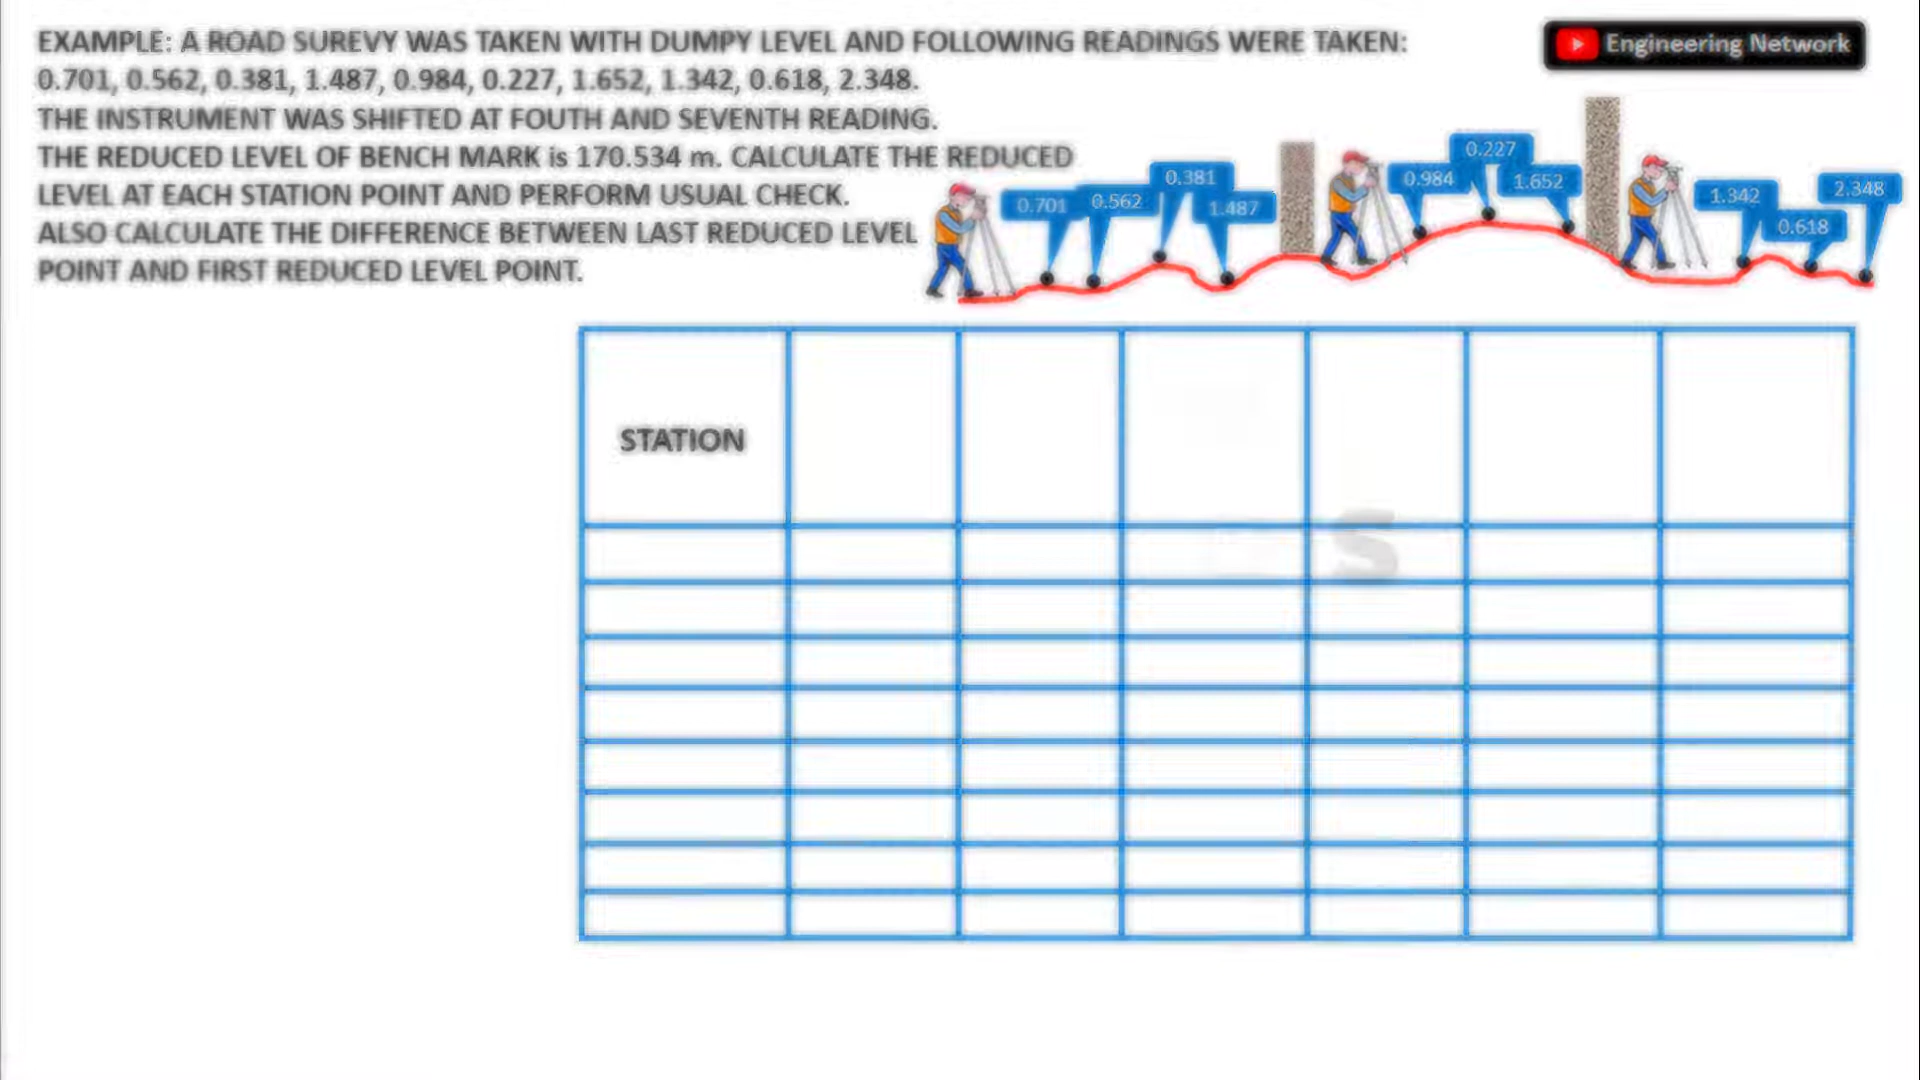 EXAMPLE: A ROAD SUREVY WAS TAKEN WITH DUMPY LEVEL AND FOLLOWING READINGS WERE TAKEN:
0.701, 0.562, 0.381, 1.487, 0.984, 0.227, 1.652, 1.342, 0.618, 2.348.
THE INSTRUMENT WAS SHIFTED AT FOUTH AND SEVENTH READING.
THE REDUCED LEVEL OF BENCH MARK is 170.534 m. CALCULATE THE REDUCED
LEVEL AT EACH STATION POINT AND PERFORM USUAL CHECK.
ALSO CALCULATE THE DIFFERENCE BETWEEN LAST REDUCED LEVEL
POINT AND FIRST REDUCED LEVEL POINT.
Engineering Network
0.701
0.562
0.381
1.487
0.984
0.227
1.652
1.342
0.618
2.348
STATION
S